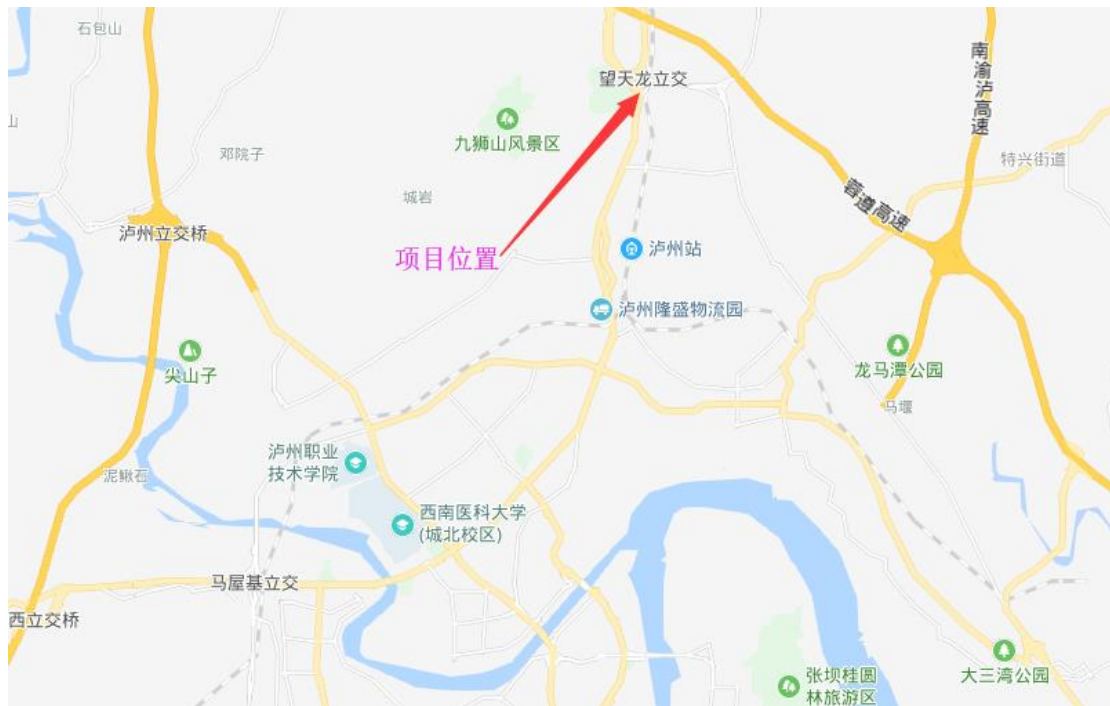 石包山
望天龙立交
南渝泸高速
山
九狮山风景区
邓院子
特兴街道
城岩
蓉遵高速
泸州立交桥
项目位置
泸州站
泸州隆盛物流园
尖山子
龙马潭公园
马堰
泸州职业
技术学院
泥鳅石
西南医科大学
(城北校区)
马屋基立交
西立交桥
张坝桂圆
林旅游区
大三湾公园